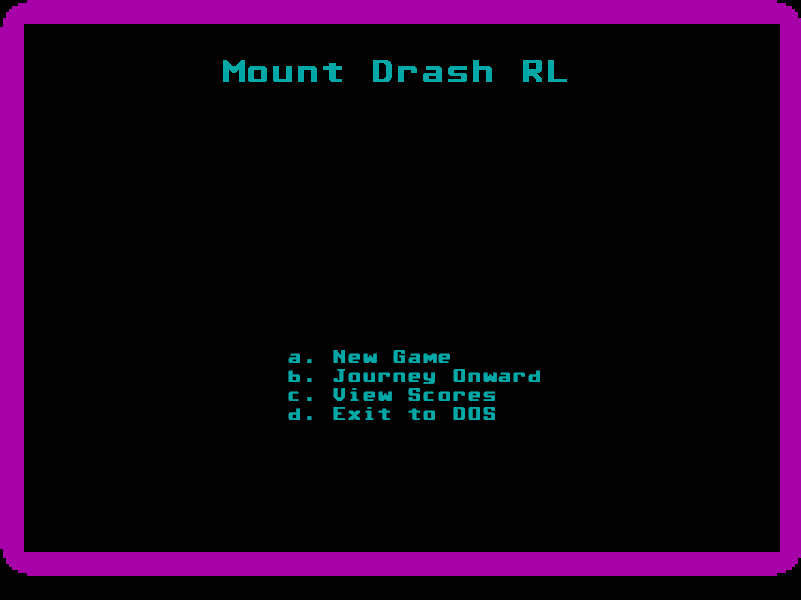 Mount Drash RL
a. New Game
b. Journey Onward
c. View Scores
d. Exit to DOS